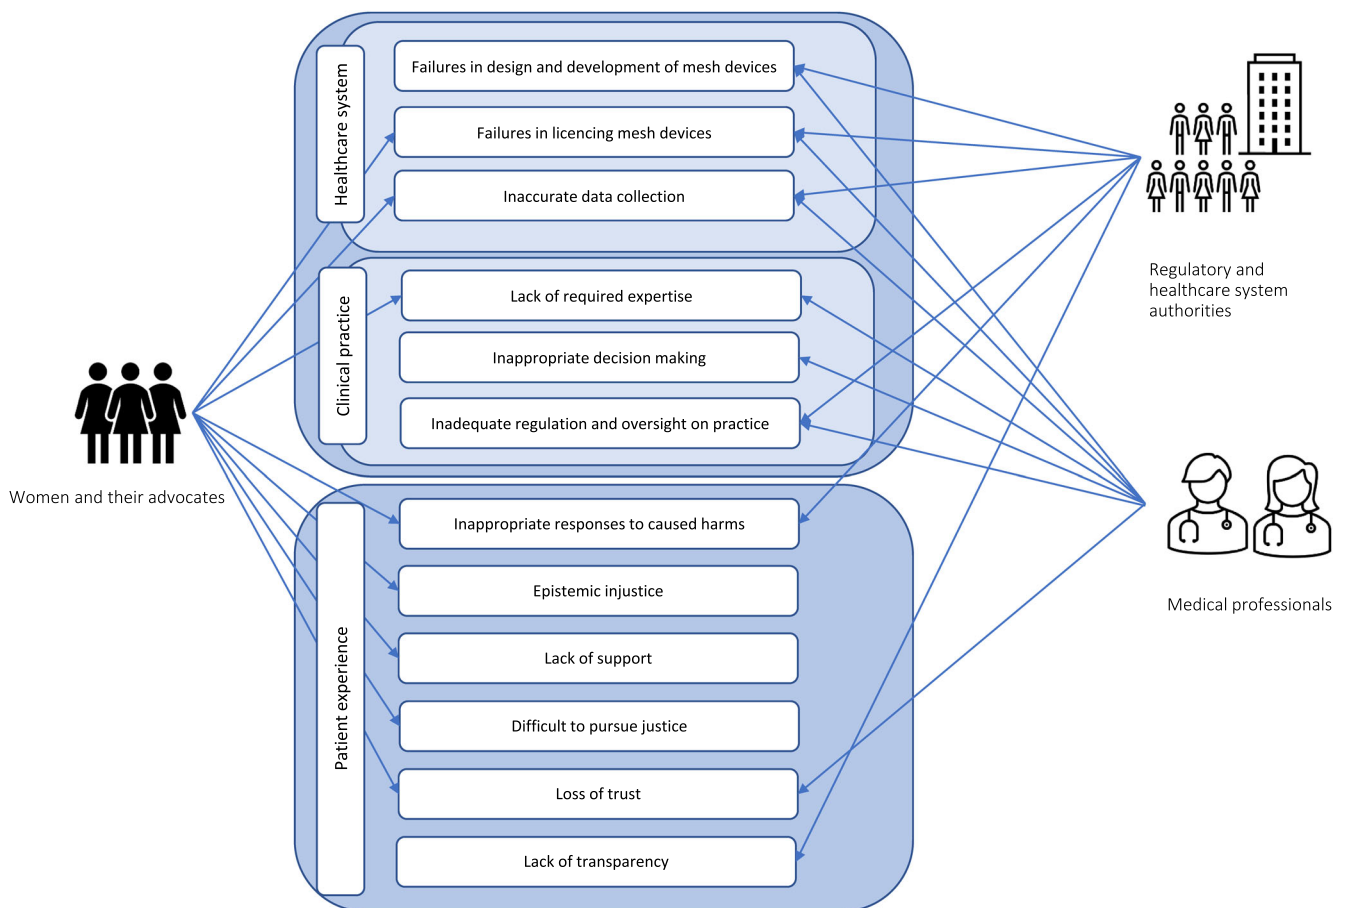 Healthcare system
Failures in design and development of mesh devices
Failures in licencing mesh devices
Inaccurate data collection
Clinical practice
Lack of required expertise
Inappropriate decision making
Inadequate regulation and oversight on practice
Patient experience
Inappropriate responses to caused harms
Epistemic injustice
Lack of support
Difficult to pursue justice
Loss of trust
Lack of transparency
Women and their advocates
Regulatory and
healthcare system
authorities
Medical professionals